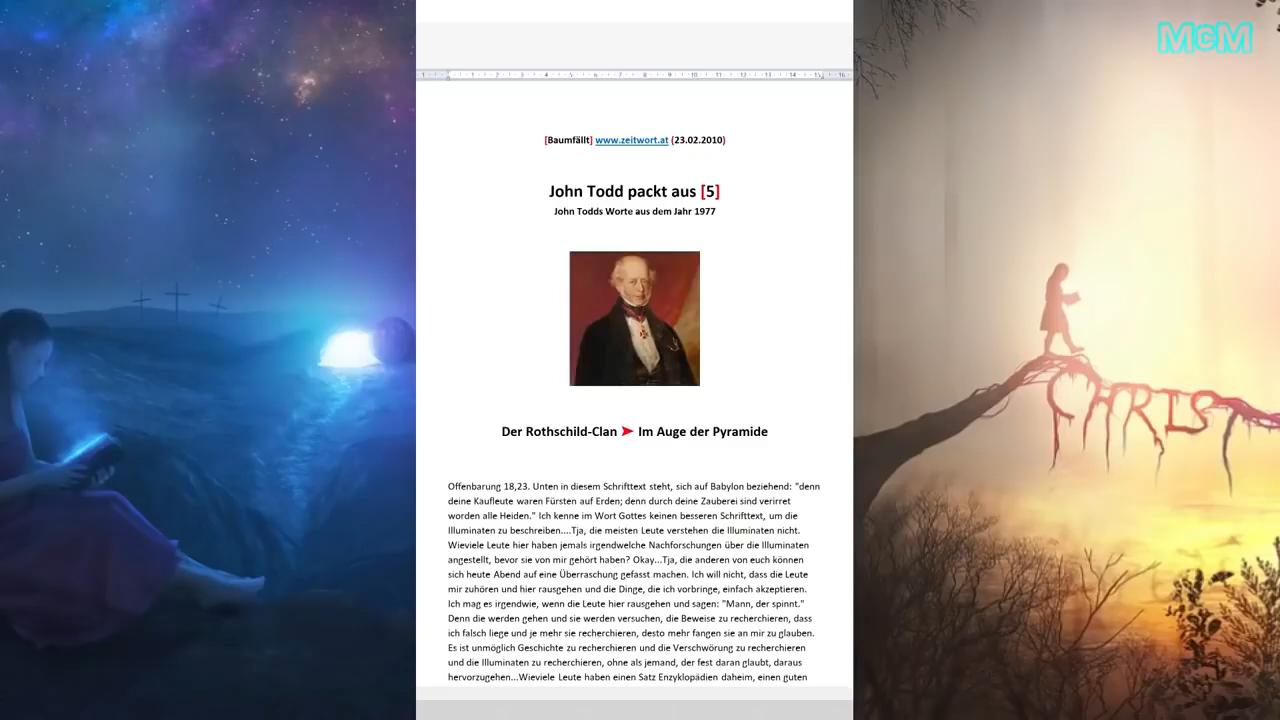 McM
[Baumfällt] www.zeitwort.at (23.02.2010)
John Todd packt aus [5]
John Todds Worte aus dem Jahr 1977
Der Rothschild-Clan ➤ Im Auge der Pyramide
Offenbarung 18,23. Unten in diesem Schrifttext steht, sich auf Babylon beziehend: "denn
deine Kaufleute waren Fürsten auf Erden; denn durch deine Zauberei sind verirret
worden alle Heiden." Ich kenne im Wort Gottes keinen besseren Schrifttext, um die
Illuminaten zu beschreiben....Tja, die meisten Leute verstehen die Illuminaten nicht.
Wieviele Leute hier haben jemals irgendwelche Nachforschungen über die Illuminaten
angestellt, bevor sie von mir gehört haben? Okay...Tja, die anderen von euch können
sich heute Abend auf eine Überraschung gefasst machen. Ich will nicht, dass die Leute
mir zuhören und hier rausgehen und die Dinge, die ich vorbringe, einfach akzeptieren.
Ich mag es irgendwie, wenn die Leute hier rausgehen und sagen: "Mann, der spinnt."
Denn die werden gehen und sie werden versuchen, die Beweise zu recherchieren, dass
ich falsch liege und je mehr sie recherchieren, desto mehr fangen sie an mir zu glauben.
Es ist unmöglich Geschichte zu recherchieren und die Verschwörung zu recherchieren
und die Illuminaten zu recherchieren, ohne als jemand, der fest daran glaubt, daraus
hervorzugehen...Wieviele Leute haben einen Satz Enzyklopädien daheim, einen guten
CHRIST